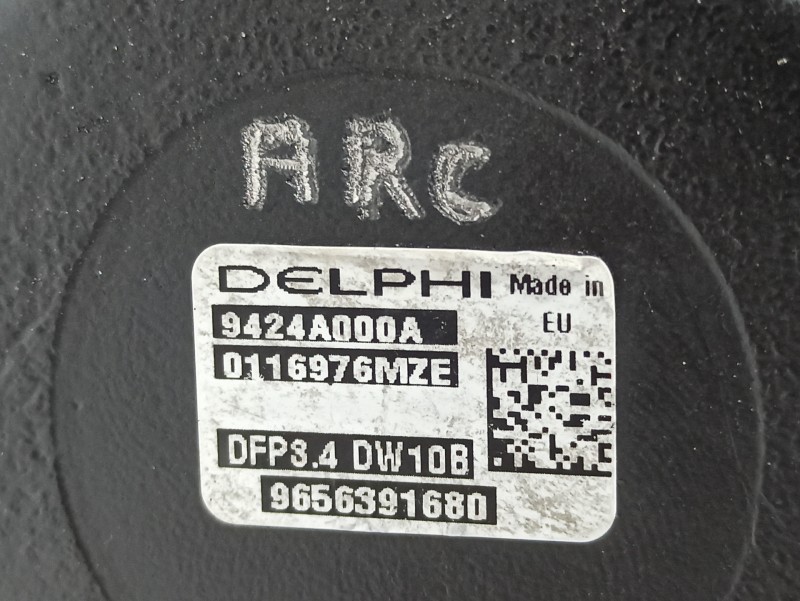 ARC
DELPHI Made in
EU
9424A000A
0116976MZE
DFP3.4 DW10B
9656391680